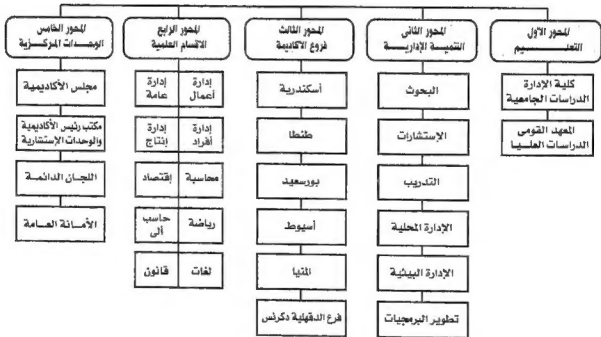 المحور الأول
التعليم
كلية الإدارة
الدراسات الجامعية
المعهد القومى
الدراسات العليا
المحور الثانى
التنمية الإدارية
البحوث
الإستشارات
التدريب
الإدارة المحلية
الإدارة البيئية
تطوير البرمجيات
المحور الثالث
فروع الاكاديمة
أسكندرية
طنطا
بورسعيد
أسيوط
المنيا
فرع الدقهلية دكرنس
المحور الرابع
الاقسام العلمية
إدارة
أعمال
إدارة
عامة
إدارة
أفراد
إدارة
إنتاج
محاسبة
إقتصاد
رياضة
حاسب
ألى
لغات
قانون
المحور الخامس
الوحدات المركزية
مجلس الأكاديمية
مكتب رئيس الأكاديمية
والوحدات الإستشارية
اللجان الدائمة
الأمانة العامة